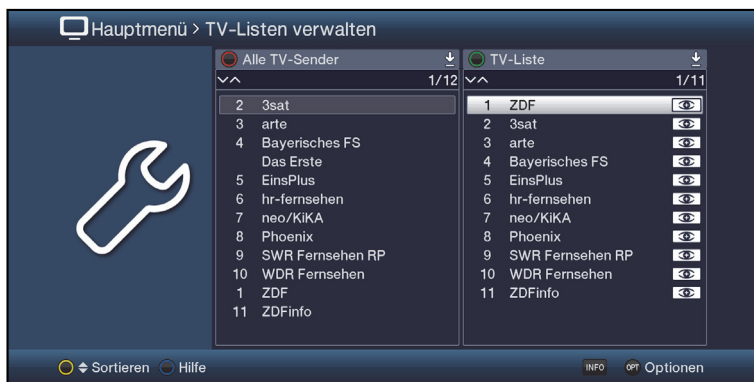 Hauptmenü > TV-Listen verwalten
Alle TV-Sender
1/12
2 3sat
3 arte
4 Bayerisches FS
Das Erste
5 EinsPlus
6 hr-fernsehen
7 neo/KiKA
8 Phoenix
9 SWR Fernsehen RP
10 WDR Fernsehen
1 ZDF
11 ZDFinfo
TV-Liste
1/11
1 ZDF
2 3sat
3 arte
4 Bayerisches FS
5 EinsPlus
6 hr-fernsehen
7 neo/KiKA
8 Phoenix
9 SWR Fernsehen RP
10 WDR Fernsehen
11 ZDFinfo
Sortieren Hilfe INFO OPT Optionen